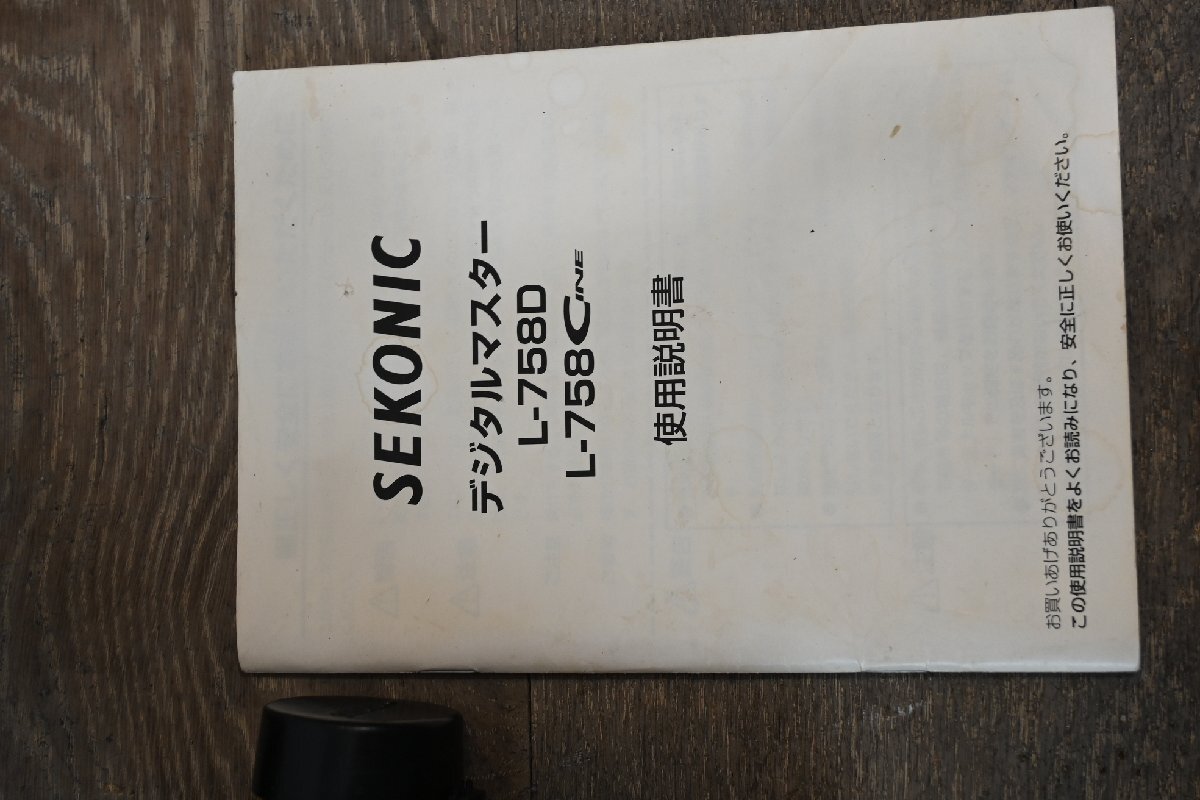 SEKONIC
デジタルマスター
L-758D
L-758CINE
使用説明書
お買いあげありがとうございます。
この使用説明書をよくお読みになり、安全に正しくお使いください。